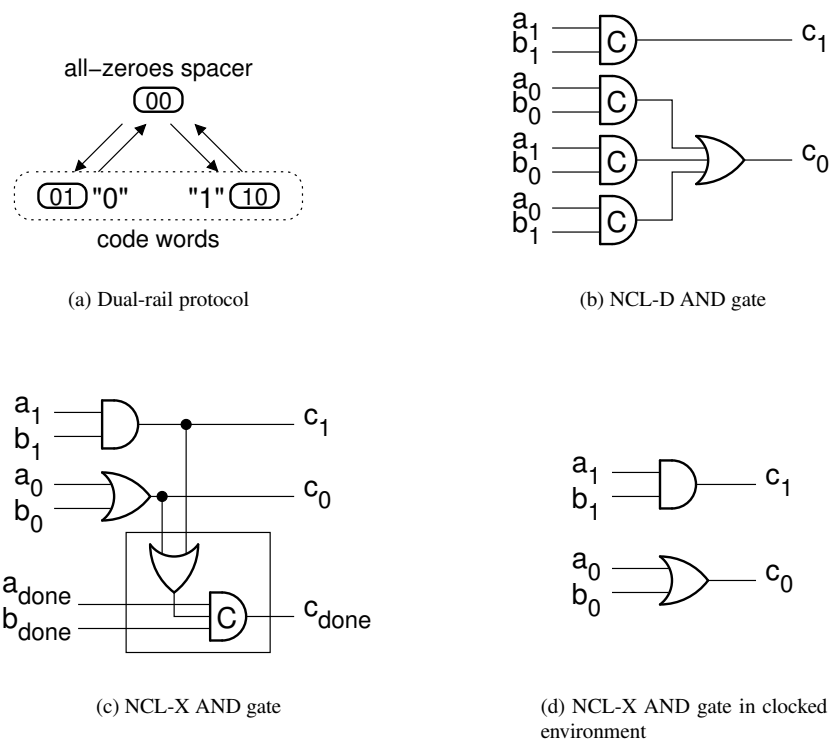 all–zeroes spacer
00
01 "0" "1" 10
code words
(a) Dual-rail protocol
a1
b1
C
c1
a0
b0
C
a1
b0
C
c0
a0
b1
C
(b) NCL-D AND gate
a1
b1
c1
a0
b0
c0
adone
bdone
C
cdone
(c) NCL-X AND gate
a1
b1
c1
a0
b0
c0
(d) NCL-X AND gate in clocked
environment